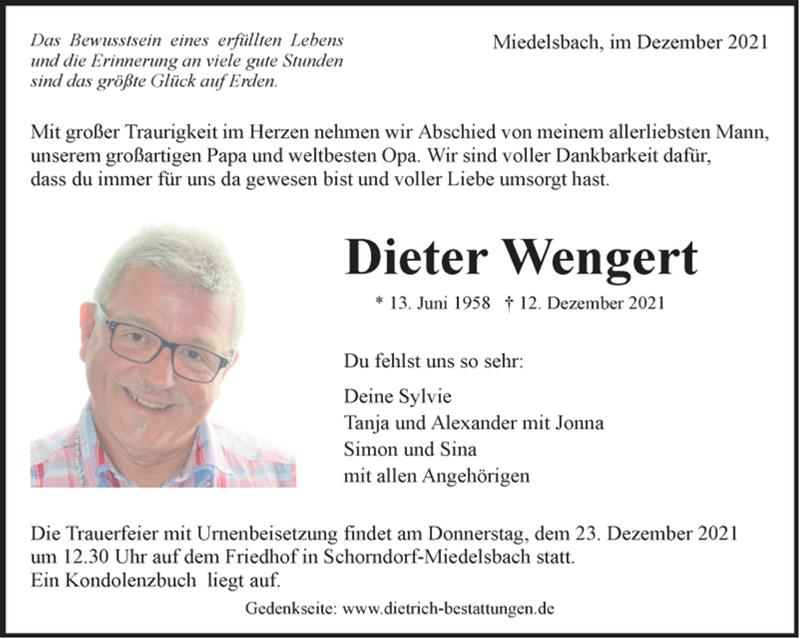 Das Bewusstsein eines erfüllten Lebens
und die Erinnerung an viele gute Stunden
sind das größte Glück auf Erden.
Miedelsbach, im Dezember 2021
Mit großer Traurigkeit im Herzen nehmen wir Abschied von meinem allerliebsten Mann,
unserem großartigen Papa und weltbesten Opa. Wir sind voller Dankbarkeit dafür,
dass du immer für uns da gewesen bist und voller Liebe umsorgt hast.
Dieter Wengert
* 13. Juni 1958 † 12. Dezember 2021
Du fehlst uns so sehr:
Deine Sylvie
Tanja und Alexander mit Jonna
Simon und Sina
mit allen Angehörigen
Die Trauerfeier mit Urnenbeisetzung findet am Donnerstag, dem 23. Dezember 2021
um 12.30 Uhr auf dem Friedhof in Schorndorf-Miedelsbach statt.
Ein Kondolenzbuch liegt auf.
Gedenkseite: www.dietrich-bestattungen.de